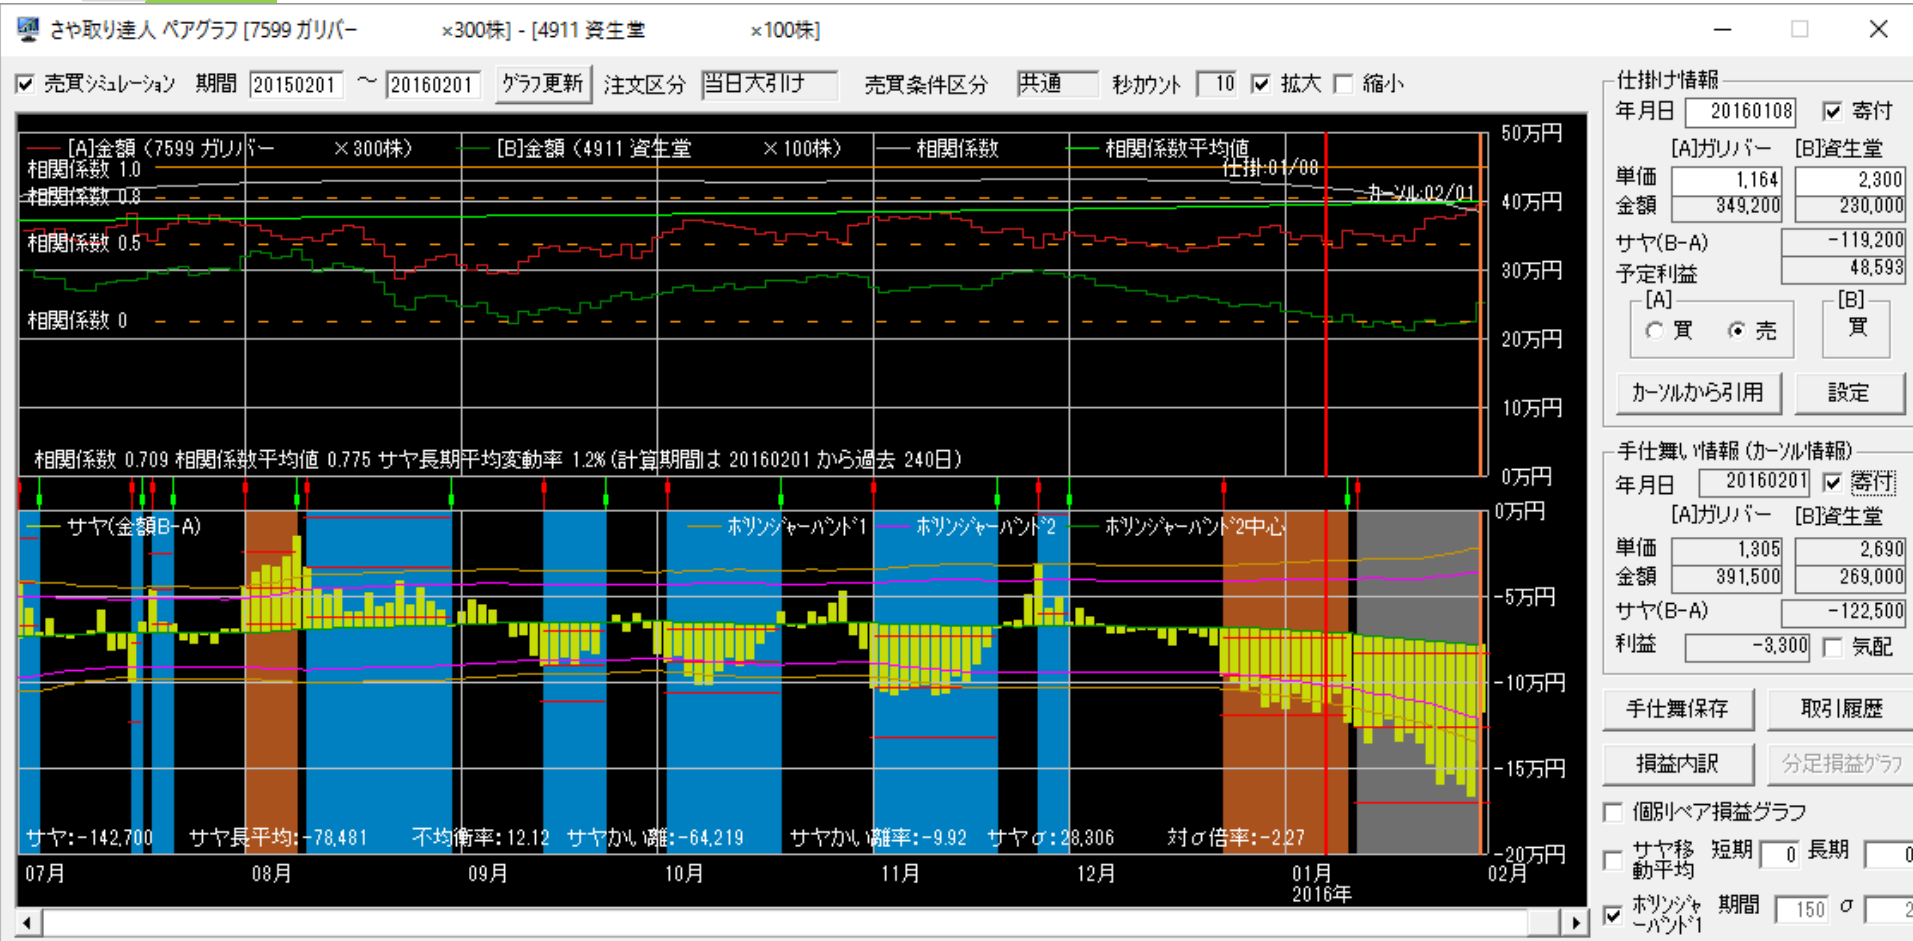 さや取り達人 ペアグラフ [7599 ガリバー ×300株] - [4911 資生堂 ×100株]
売買シミュレーション 期間 20150201 ～ 20160201 グラフ更新 注文区分 当日大引け 売買条件区分 共通 秒カウント 10 拡大 縮小
[A]金額（7599 ガリバー ×300株） [B]金額（4911 資生堂 ×100株） 相関係数 相関係数平均値
相関係数 1.0
仕掛:01/08
相関係数 0.8
カーソル:02/01
相関係数 0.5
相関係数 0
50万円
40万円
30万円
20万円
10万円
0万円
相関係数 0.709 相関係数平均値 0.775 サヤ長期平均変動率 1.2%（計算期間は 20160201 から過去 240日）
サヤ(金額B-A) ボリンジャーバンド1 ボリンジャーバンド2 ボリンジャーバンド2中心
0万円
-5万円
-10万円
-15万円
-20万円
サヤ:-142,700 サヤ長平均:-78,481 不均衡率:12.12 サヤかい離:-64,219 サヤかい離率:-9.92 サヤσ:28,306 対σ倍率:-2.27
07月 08月 09月 10月 11月 12月 01月 02月
2016年
仕掛け情報
年月日 20160108 寄付
[A]ガリバー [B]資生堂
単価 1,164 2,300
金額 349,200 230,000
サヤ(B-A) -119,200
予定利益 48,593
[A] [B]
買 売 買
カーソルから引用 設定
手仕舞い情報 (カーソル情報)
年月日 20160201 寄付
[A]ガリバー [B]資生堂
単価 1,305 2,690
金額 391,500 269,000
サヤ(B-A) -122,500
利益 -3,300 気配
手仕舞保存 取引履歴
損益内訳 分足損益グラフ
個別ペア損益グラフ
サヤ移動平均 短期 0 長期 0
ボリンジャーバンド1 期間 150 σ 2